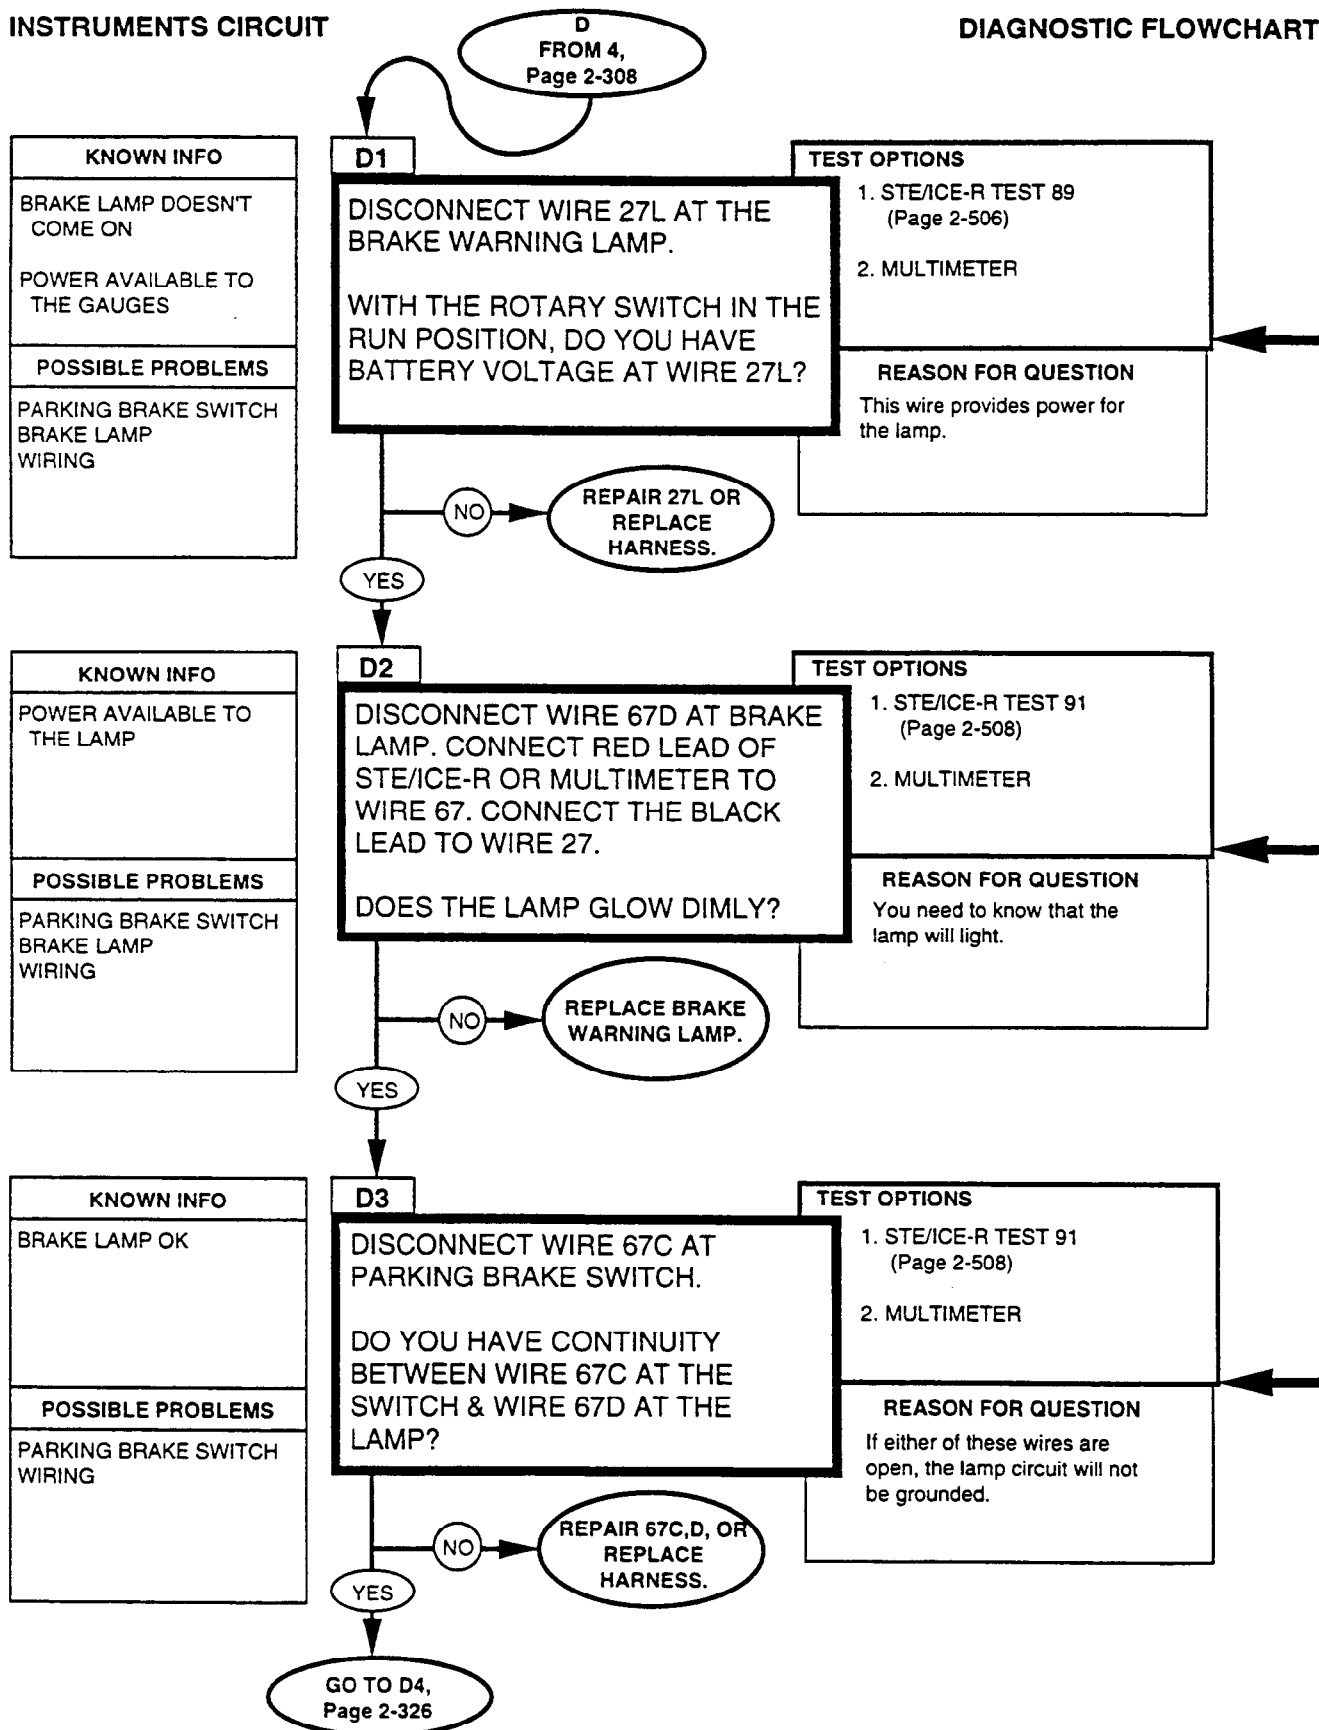 INSTRUMENTS CIRCUIT
DIAGNOSTIC FLOWCHART
D
FROM 4,
Page 2-308
KNOWN INFO
BRAKE LAMP DOESN'T
COME ON
POWER AVAILABLE TO
THE GAUGES
POSSIBLE PROBLEMS
PARKING BRAKE SWITCH
BRAKE LAMP
WIRING
D1
DISCONNECT WIRE 27L AT THE
BRAKE WARNING LAMP.
WITH THE ROTARY SWITCH IN THE
RUN POSITION, DO YOU HAVE
BATTERY VOLTAGE AT WIRE 27L?
TEST OPTIONS
1. STE/ICE-R TEST 89
(Page 2-506)
2. MULTIMETER
REASON FOR QUESTION
This wire provides power for
the lamp.
NO
REPAIR 27L OR
REPLACE
HARNESS.
YES
KNOWN INFO
POWER AVAILABLE TO
THE LAMP
POSSIBLE PROBLEMS
PARKING BRAKE SWITCH
BRAKE LAMP
WIRING
D2
DISCONNECT WIRE 67D AT BRAKE
LAMP. CONNECT RED LEAD OF
STE/ICE-R OR MULTIMETER TO
WIRE 67. CONNECT THE BLACK
LEAD TO WIRE 27.
DOES THE LAMP GLOW DIMLY?
TEST OPTIONS
1. STE/ICE-R TEST 91
(Page 2-508)
2. MULTIMETER
REASON FOR QUESTION
You need to know that the
lamp will light.
NO
REPLACE BRAKE
WARNING LAMP.
YES
KNOWN INFO
BRAKE LAMP OK
POSSIBLE PROBLEMS
PARKING BRAKE SWITCH
WIRING
D3
DISCONNECT WIRE 67C AT
PARKING BRAKE SWITCH.
DO YOU HAVE CONTINUITY
BETWEEN WIRE 67C AT THE
SWITCH & WIRE 67D AT THE
LAMP?
TEST OPTIONS
1. STE/ICE-R TEST 91
(Page 2-508)
2. MULTIMETER
REASON FOR QUESTION
If either of these wires are
open, the lamp circuit will not
be grounded.
NO
REPAIR 67C,D, OR
REPLACE
HARNESS.
YES
GO TO D4,
Page 2-326